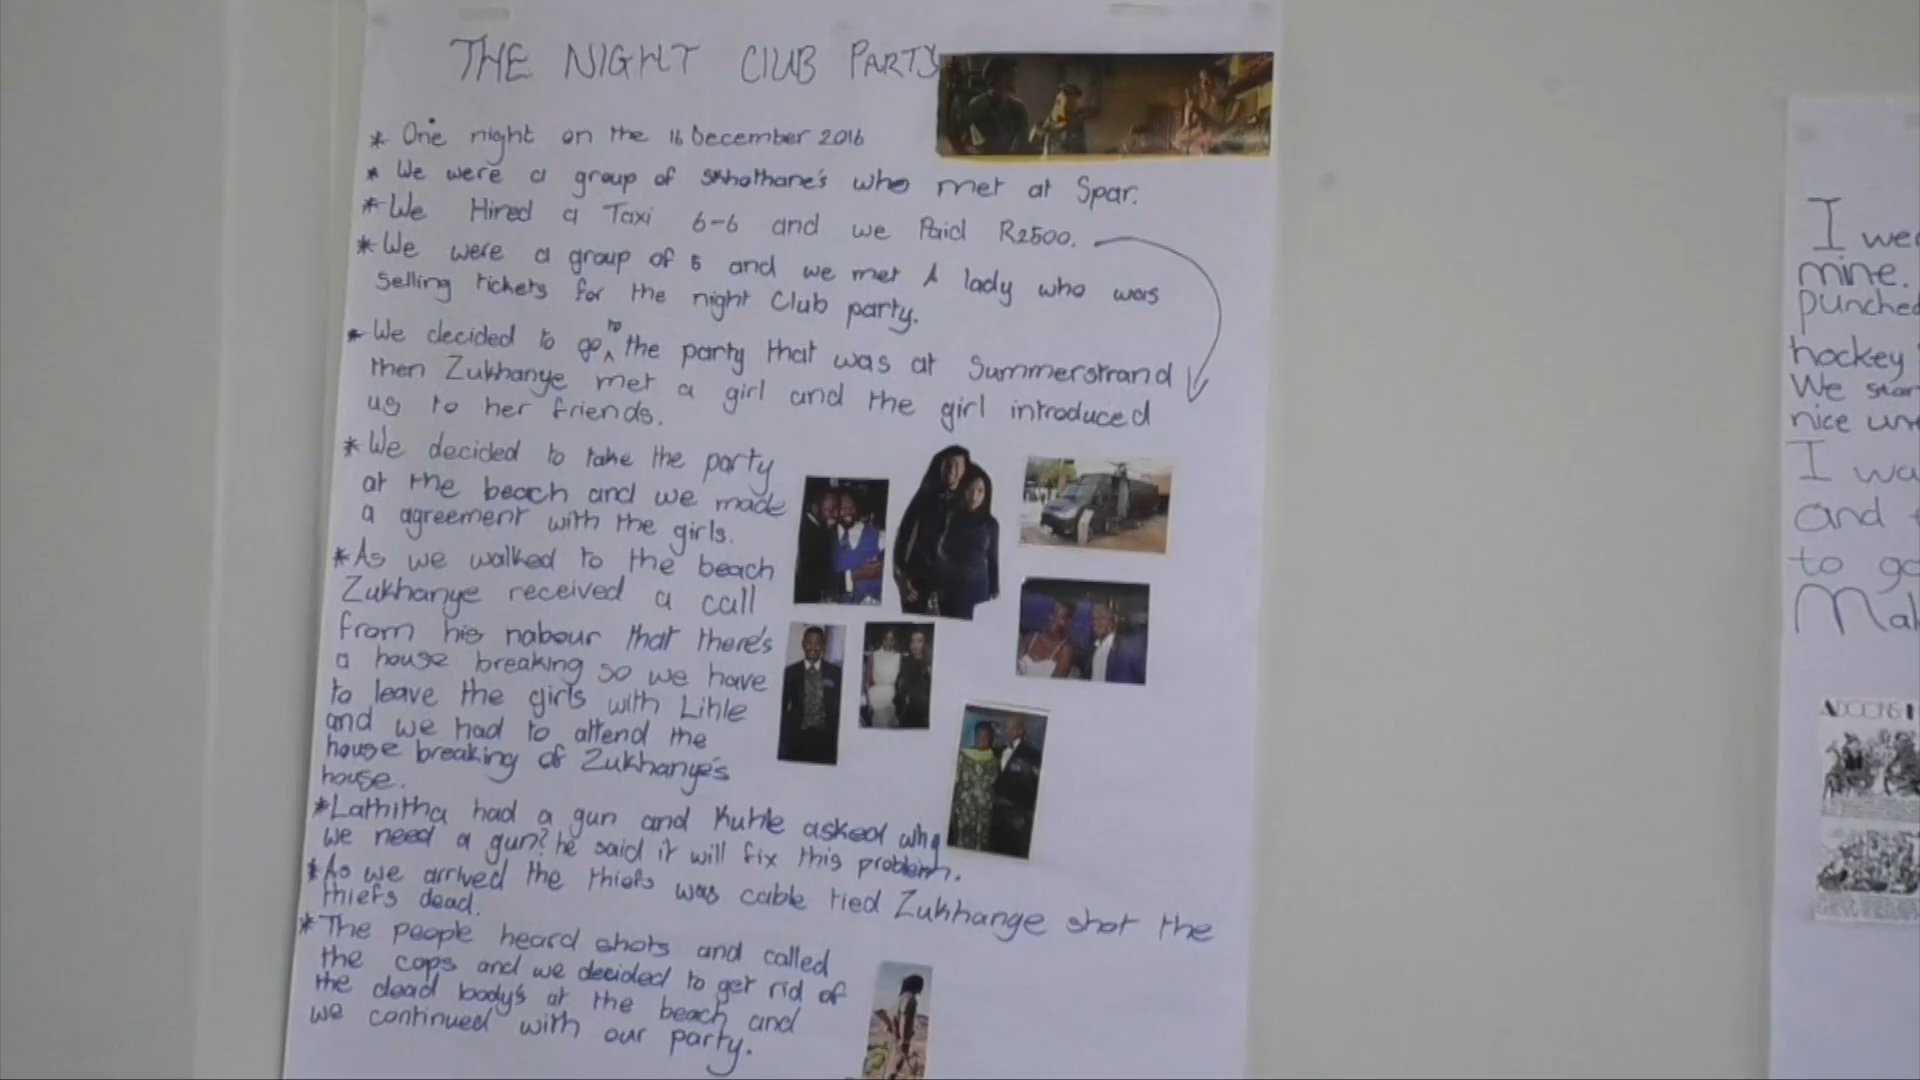 THE NIGHT ClUB PARTY
* One night on the 16 December 2016
* We were a group of skhothane's who met at Spar.
* We Hired a Taxi 6-6 and we Paid R2500.
* We were a group of 5 and we met A lady who was
selling tickets for the night Club party.
* We decided to go to the party that was at Summerstrand
then Zukhanye met a girl and the girl introduced
us to her friends.
* We decided to take the party
at the beach and we made
a agreement with the girls.
* As we walked to the beach
Zukhanye received a call
from his nabour that there's
a house breaking so we have
to leave the girls with Lihle
and we had to attend the
house breaking of Zukhanye's
house.
* Lathitha had a gun and Kuhle asked why
we need a gun? he said it will fix this problem.
* As we arrived the thiefs was cable tied Zukhange shot the
thiefs dead.
* The people heard shots and called
the cops and we decided to get rid of
the dead body's at the beach and
we continued with our party.
I
mine.
punched
hockey
We
nice
I
and
to